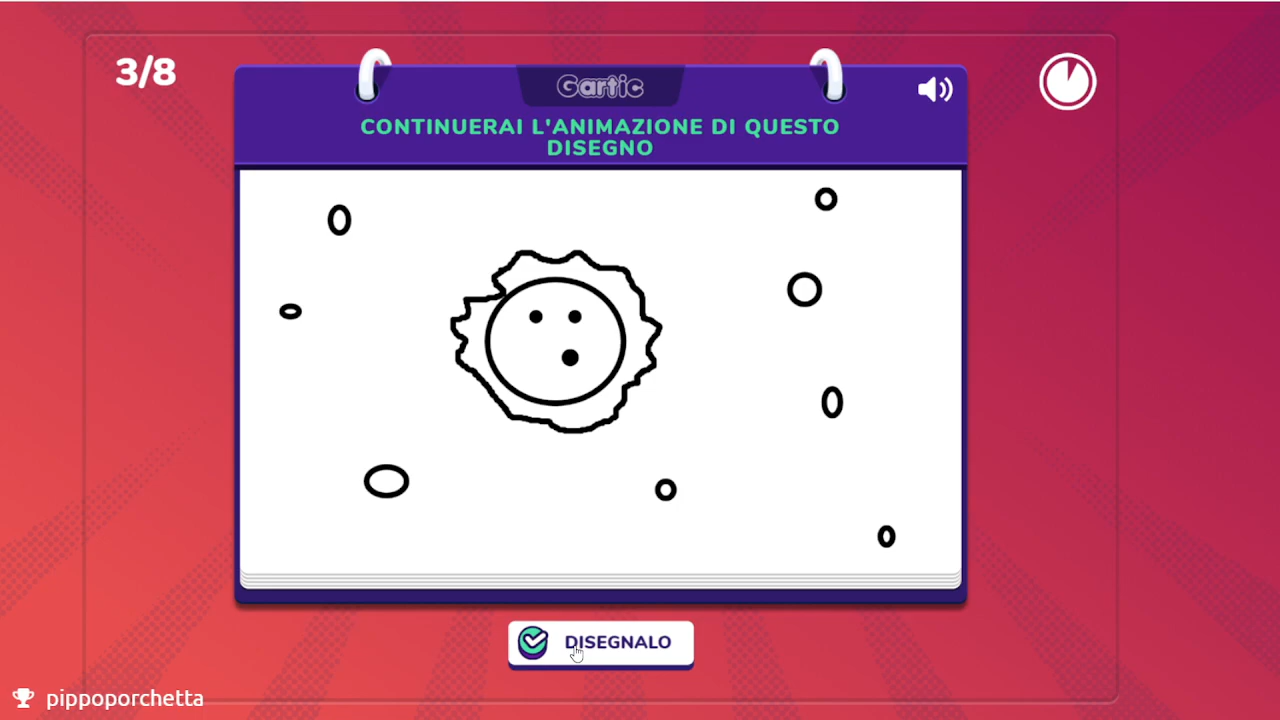 3/8
Gartic
CONTINUERAI L'ANIMAZIONE DI QUESTO
DISEGNO
DISEGNALO
pippoporchetta